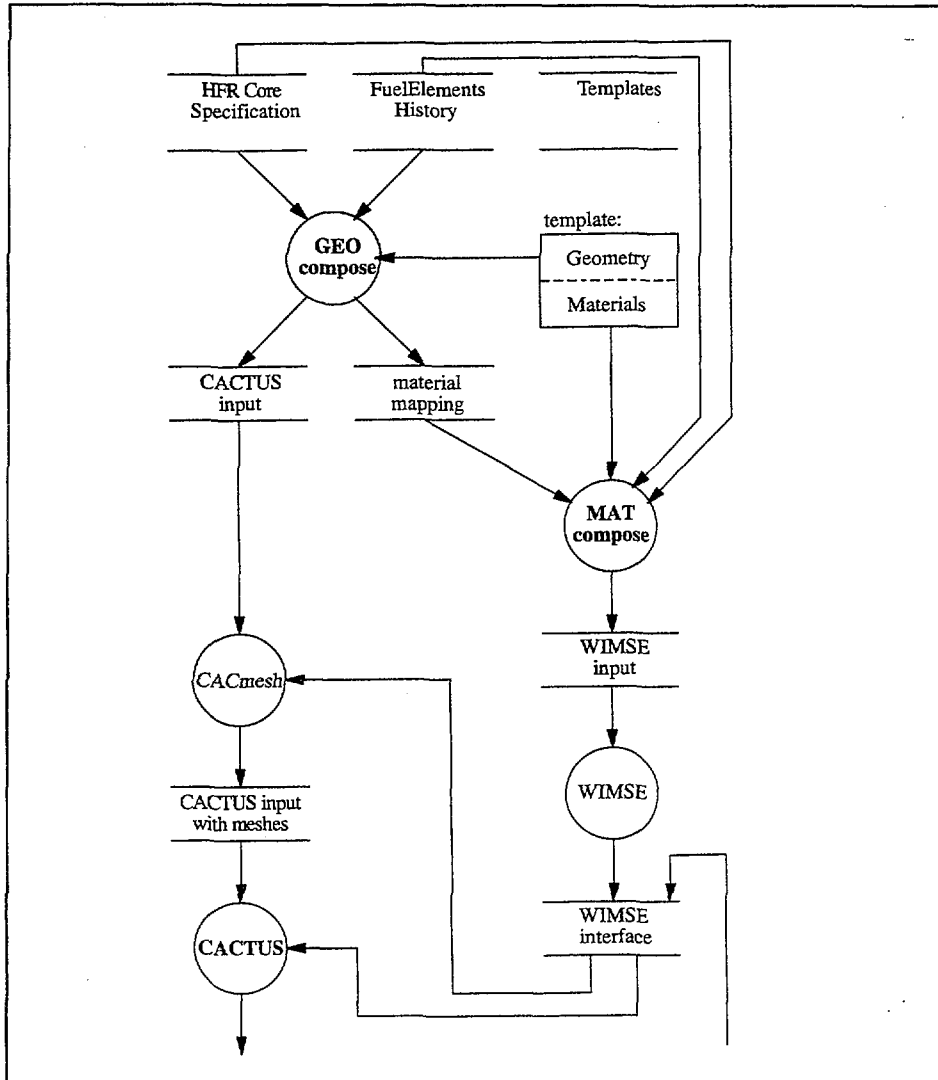 HFR Core
Specification
FuelElements
History
Templates
template:
GEO
compose
Geometry
Materials
CACTUS
input
material
mapping
MAT
compose
WIMSE
input
CACmesh
WIMSE
CACTUS input
with meshes
WIMSE
interface
CACTUS